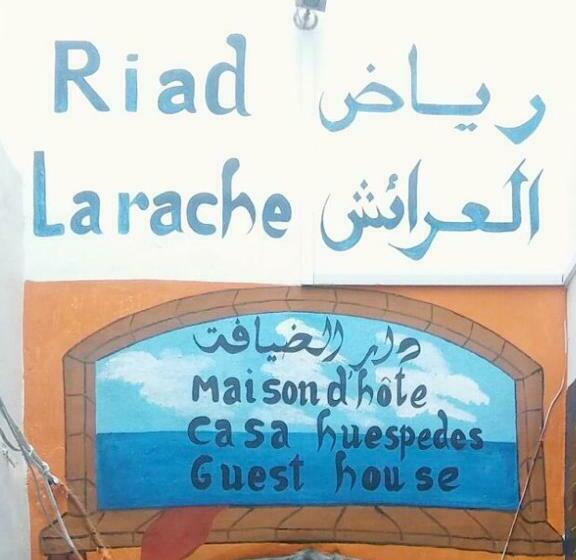 Riad رياض
Larache العرائش
دار الضيافة
Maison d'hôte
casa huespedes
Guest house